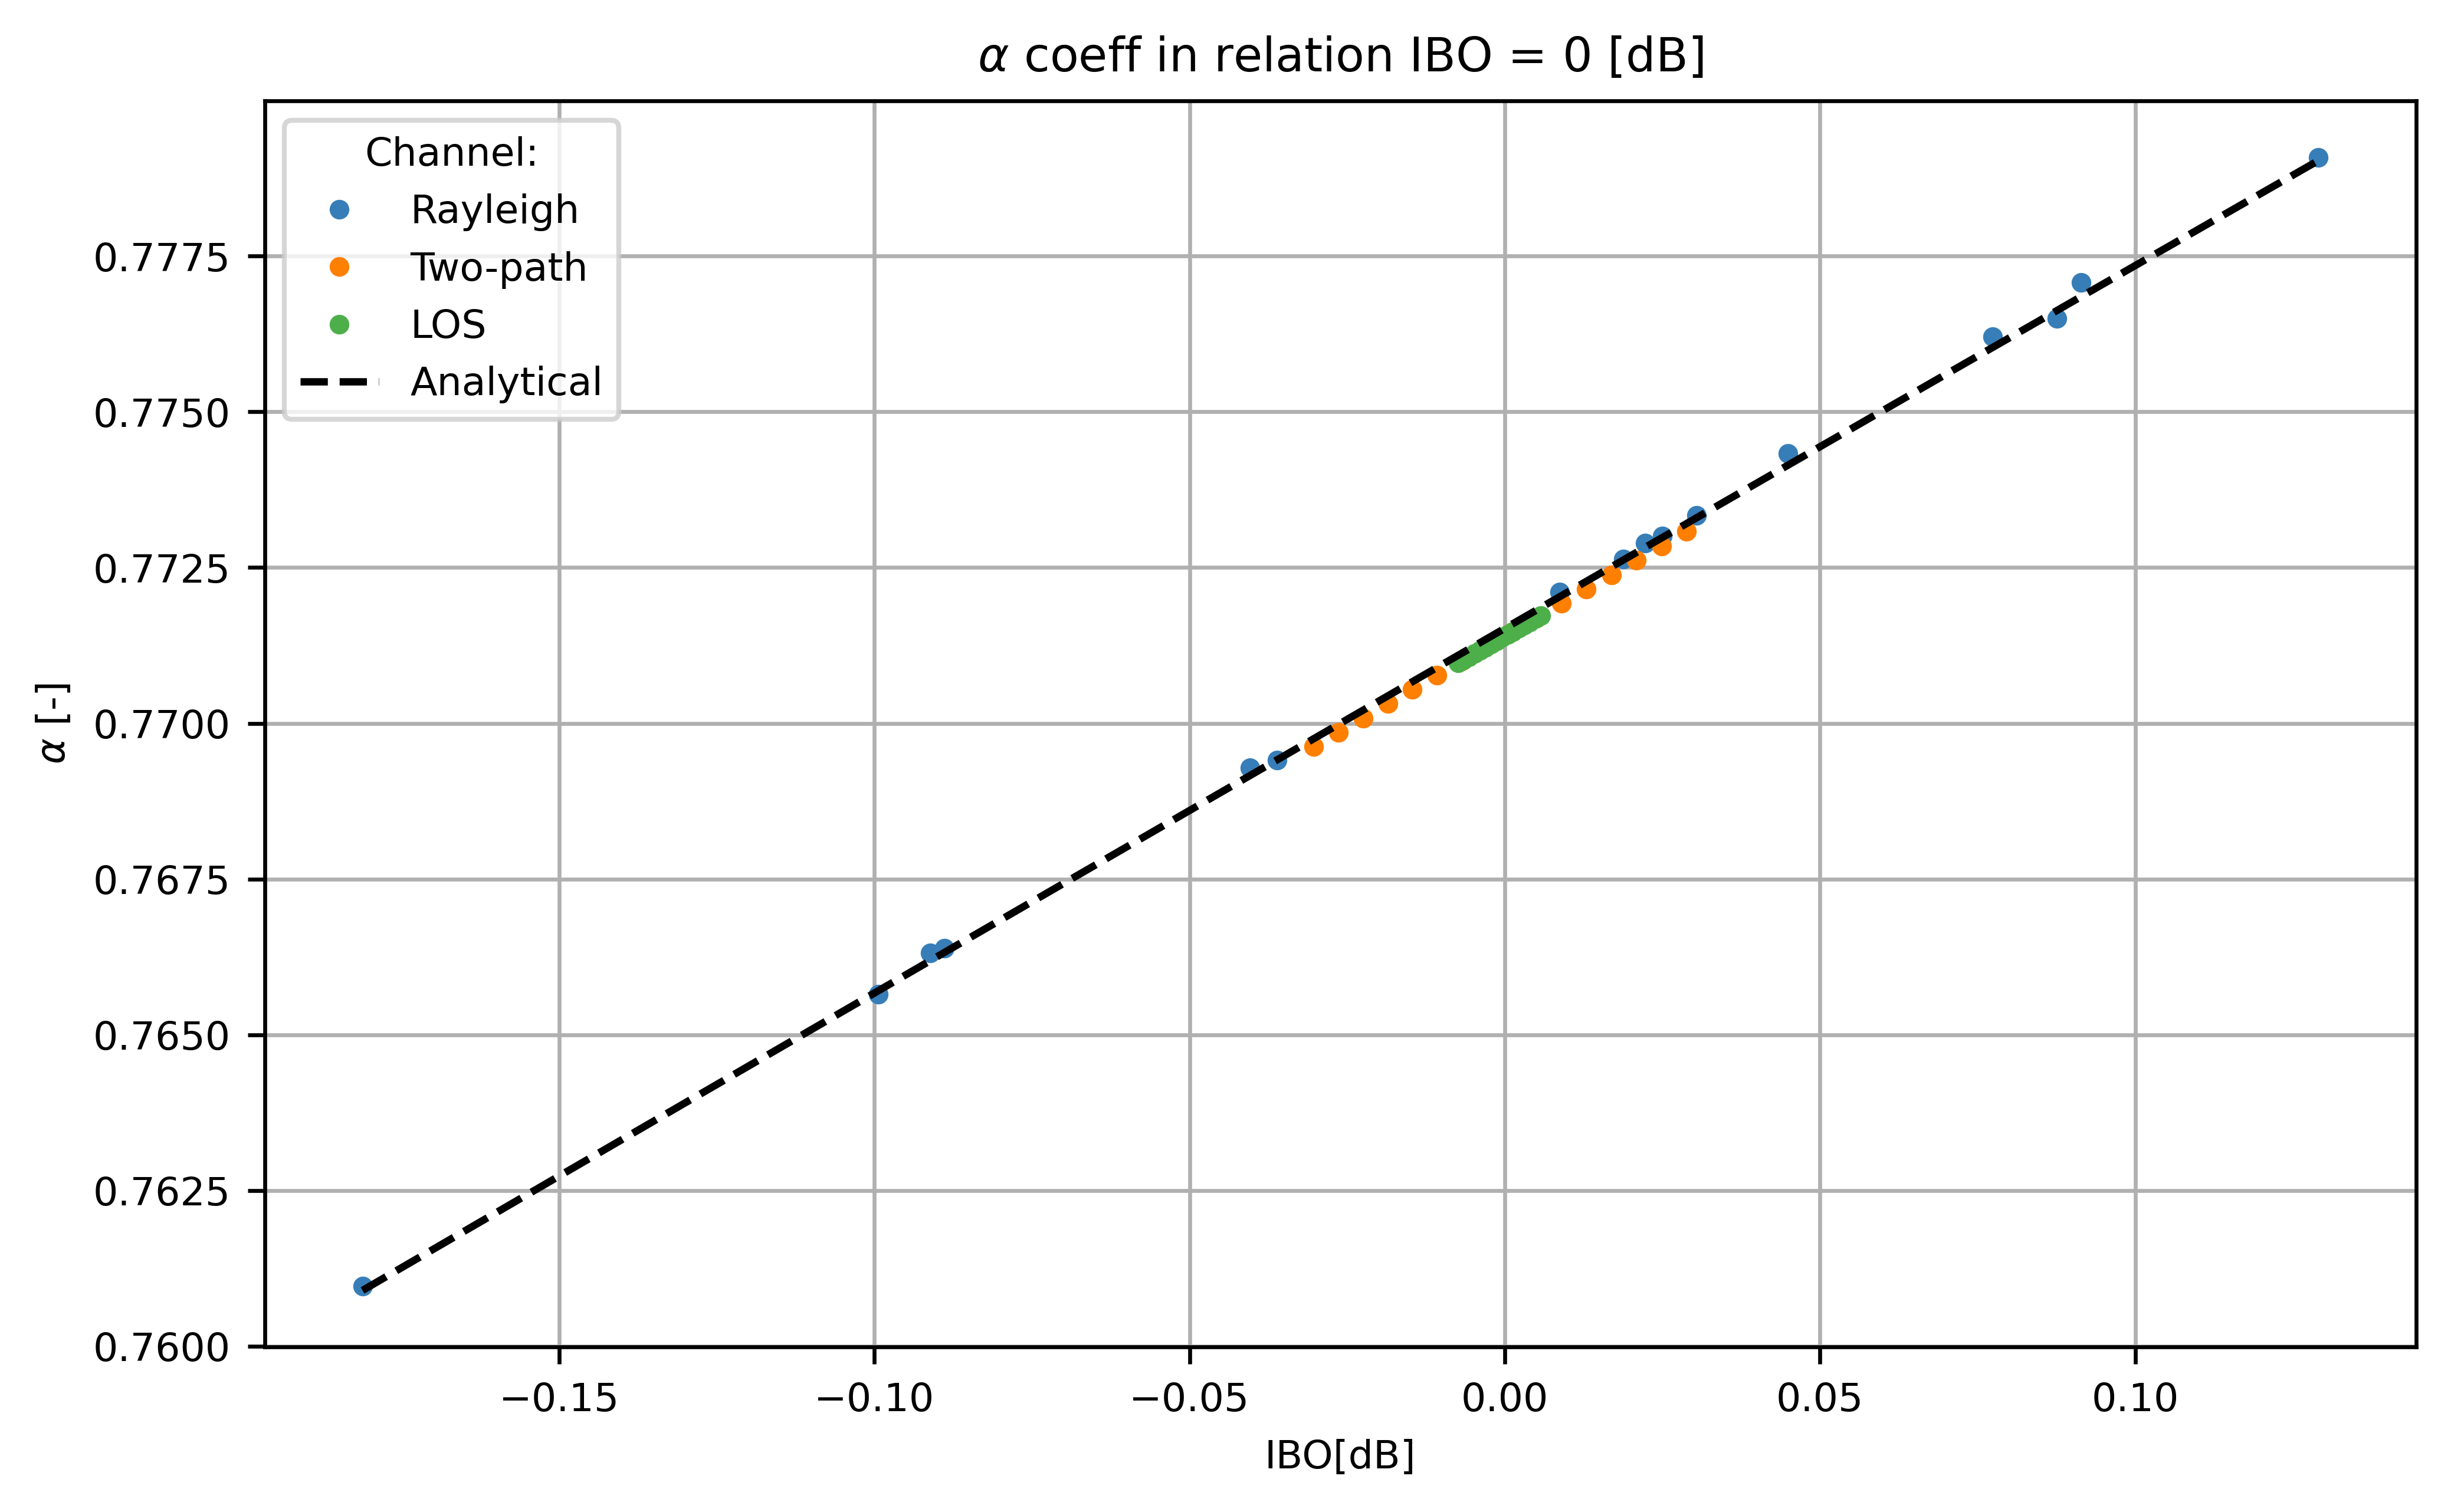 α coeff in relation IBO = 0 [dB]
Channel:
Rayleigh
Two-path
LOS
Analytical
0.7775
0.7750
0.7725
0.7700
0.7675
0.7650
0.7625
0.7600
α [-]
−0.15
−0.10
−0.05
0.00
0.05
0.10
IBO[dB]